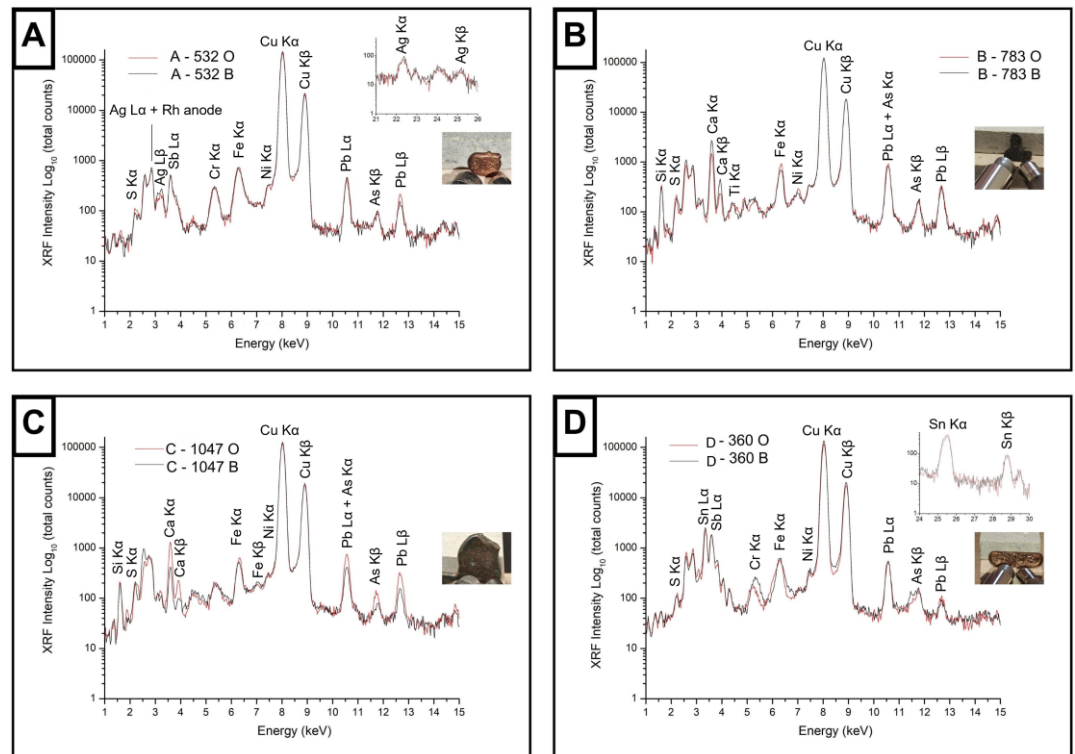 A
A - 532 O
A - 532 B
Ag Lα + Rh anode
S Kα
Ag Lβ
Sb Lα
Cr Kα
Fe Kα
Ni Kα
Cu Kα
Cu Kβ
Pb Lα
As Kβ
Pb Lβ
Ag Kα
Ag Kβ
100
10
21 22 23 24 25 26
100000
10000
1000
100
10
1
XRF Intensity Log10 (total counts)
1 2 3 4 5 6 7 8 9 10 11 12 13 14 15
Energy (keV)
B
B - 783 O
B - 783 B
Si Kα
S Kα
Ca Kα
Ca Kβ
Ti Kα
Fe Kα
Ni Kα
Cu Kα
Cu Kβ
Pb Lα + As Kα
As Kβ
Pb Lβ
100000
10000
1000
100
10
1
XRF Intensity Log10 (total counts)
1 2 3 4 5 6 7 8 9 10 11 12 13 14 15
Energy (keV)
C
C - 1047 O
C - 1047 B
Si Kα
S Kα
Ca Kα
Ca Kβ
Fe Kα
Fe Kβ
Ni Kα
Cu Kα
Cu Kβ
Pb Lα + As Kα
As Kβ
Pb Lβ
100000
10000
1000
100
10
1
XRF Intensity Log10 (total counts)
1 2 3 4 5 6 7 8 9 10 11 12 13 14 15
Energy (keV)
D
D - 360 O
D - 360 B
S Kα
Sn Lα
Sb Lα
Cr Kα
Fe Kα
Ni Kα
Cu Kα
Cu Kβ
As Kβ
Pb Lβ
Sn Kα
Sn Kβ
100
10
1
24 25 26 27 28 29 30
100000
10000
1000
100
10
1
XRF Intensity Log10 (total counts)
1 2 3 4 5 6 7 8 9 10 11 12 13 14 15
Energy (keV)